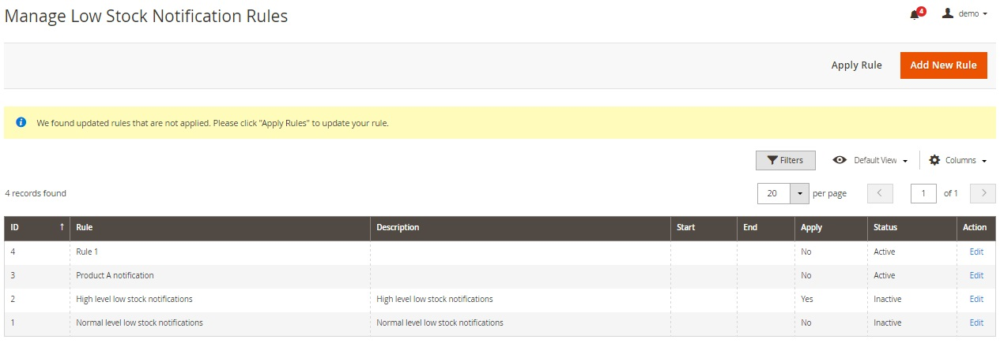 Manage Low Stock Notification Rules
4 demo
Apply Rule Add New Rule
We found updated rules that are not applied. Please click "Apply Rules" to update your rule.
Filters Default View Columns
4 records found 20 per page 1 of 1
ID ↑ Rule Description Start End Apply Status Action
4 Rule 1 No Active Edit
3 Product A notification No Active Edit
2 High level low stock notifications High level low stock notifications Yes Inactive Edit
1 Normal level low stock notifications Normal level low stock notifications No Inactive Edit